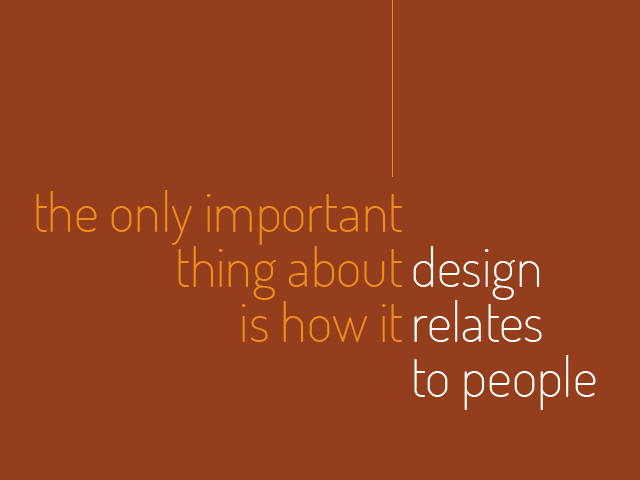 the only important
thing about design
is how it relates
to people